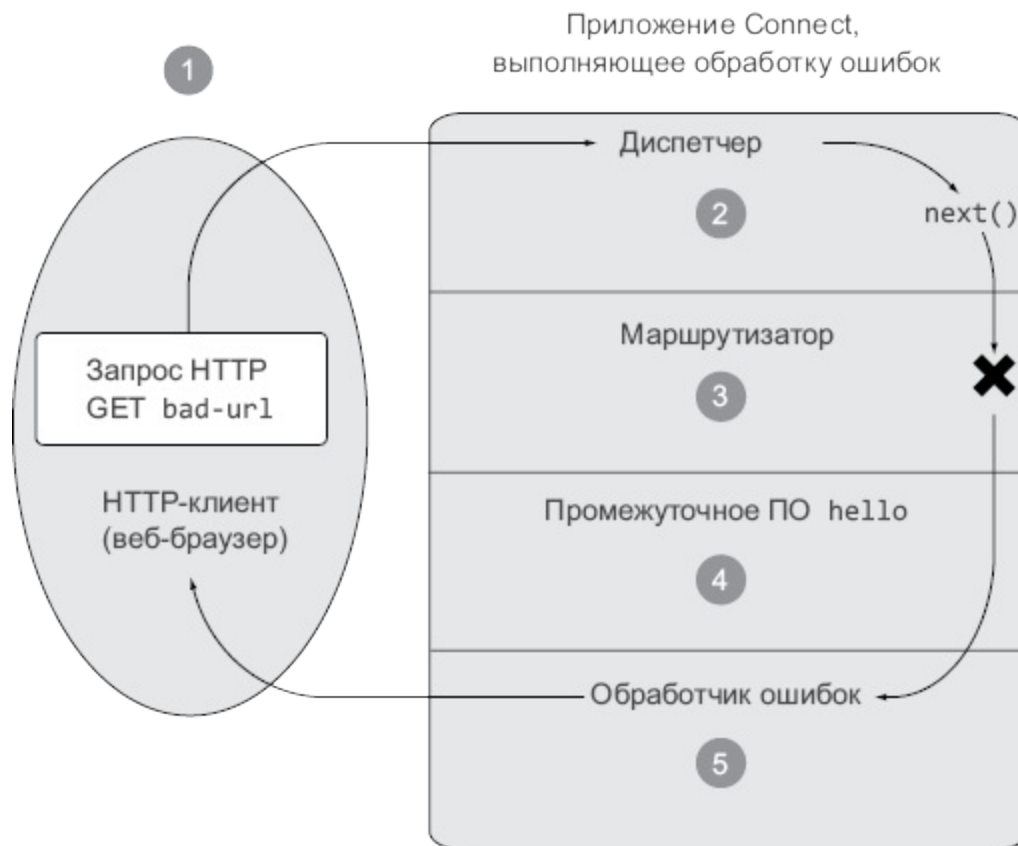 Приложение Connect,
выполняющее обработку ошибок
1
Диспетчер
2
next()
Запрос HTTP
GET bad-url
HTTP-клиент
(веб-браузер)
Маршрутизатор
3
Промежуточное ПО hello
4
Обработчик ошибок
5